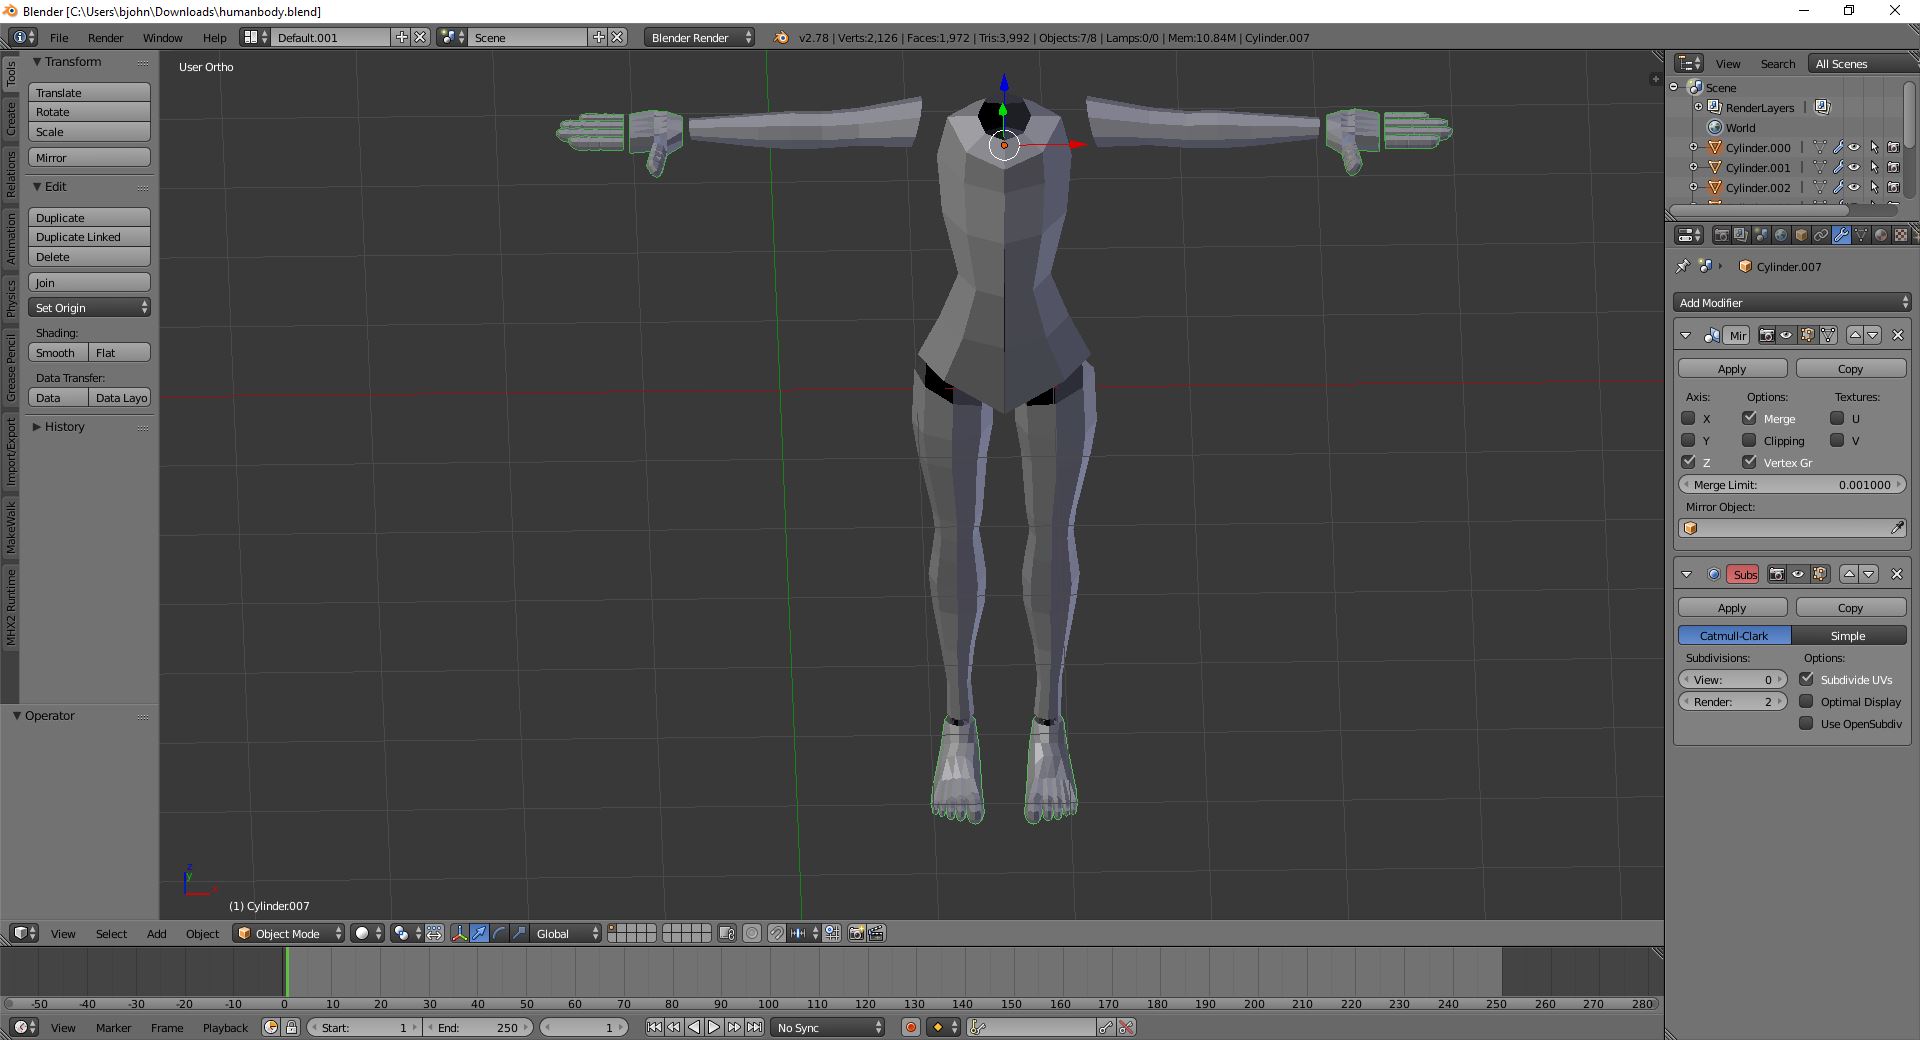 Blender [C:\Users\bjohn\Downloads\humanbody.blend]
File Render Window Help Default.001 Scene Blender Render v2.78 | Verts:2,126 | Faces:1,972 | Tris:3,992 | Objects:7/8 | Lamps:0/0 | Mem:10.84M | Cylinder.007
Tools
Create
Relations
Animation
Physics
Grease Pencil
Import/Export
MakeWalk
MHX2 Runtime
Transform
Translate
Rotate
Scale
Mirror
Edit
Duplicate
Duplicate Linked
Delete
Join
Set Origin
Shading:
Smooth Flat
Data Transfer:
Data Data Layo
History
Operator
User Ortho
z
y
x
(1) Cylinder.007
View Select Add Object Object Mode Global
View Search All Scenes
Scene
RenderLayers
World
Cylinder.000
Cylinder.001
Cylinder.002
Cylinder.007
Add Modifier
Mir
Apply Copy
Axis: Options: Textures:
X Merge U
Y Clipping V
Z Vertex Gr
Merge Limit: 0.001000
Mirror Object:
Subs
Apply Copy
Catmull-Clark Simple
Subdivisions: Options:
View: 0 Subdivide UVs
Render: 2 Optimal Display
Use OpenSubdiv
-50 -40 -30 -20 -10 0 10 20 30 40 50 60 70 80 90 100 110 120 130 140 150 160 170 180 190 200 210 220 230 240 250 260 270 280
View Marker Frame Playback Start: 1 End: 250 1 No Sync